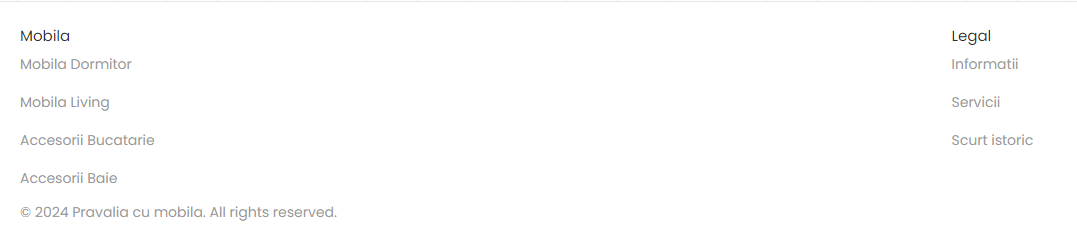 Mobila
Mobila Dormitor
Mobila Living
Accesorii Bucatarie
Accesorii Baie
Legal
Informatii
Servicii
Scurt istoric
© 2024 Pravalia cu mobila. All rights reserved.